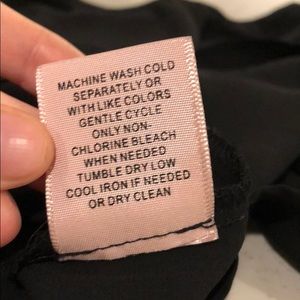 MACHINE WASH COLD
SEPARATELY OR
WITH LIKE COLORS
GENTLE CYCLE
ONLY NON-
CHLORINE BLEACH
WHEN NEEDED
TUMBLE DRY LOW
COOL IRON IF NEEDED
OR DRY CLEAN